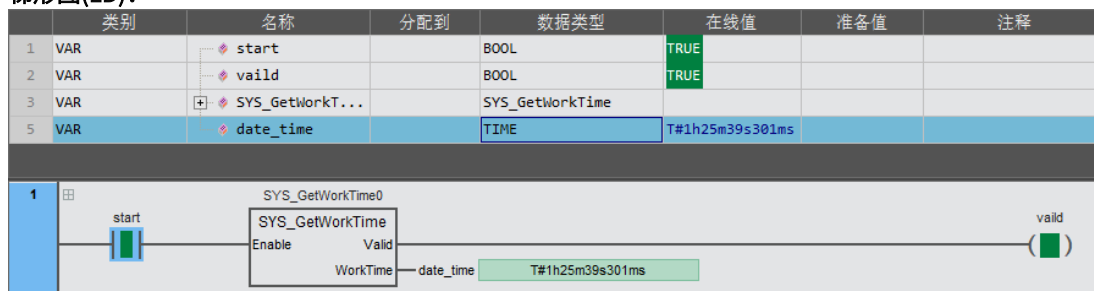 类别 名称 分配到 数据类型 在线值 准备值 注释
1 VAR start BOOL TRUE
2 VAR vaild BOOL TRUE
3 VAR SYS_GetWorkT... SYS_GetWorkTime
5 VAR date_time TIME T#1h25m39s301ms
1 SYS_GetWorkTime0
start SYS_GetWorkTime vaild
Enable Valid
WorkTime date_time T#1h25m39s301ms